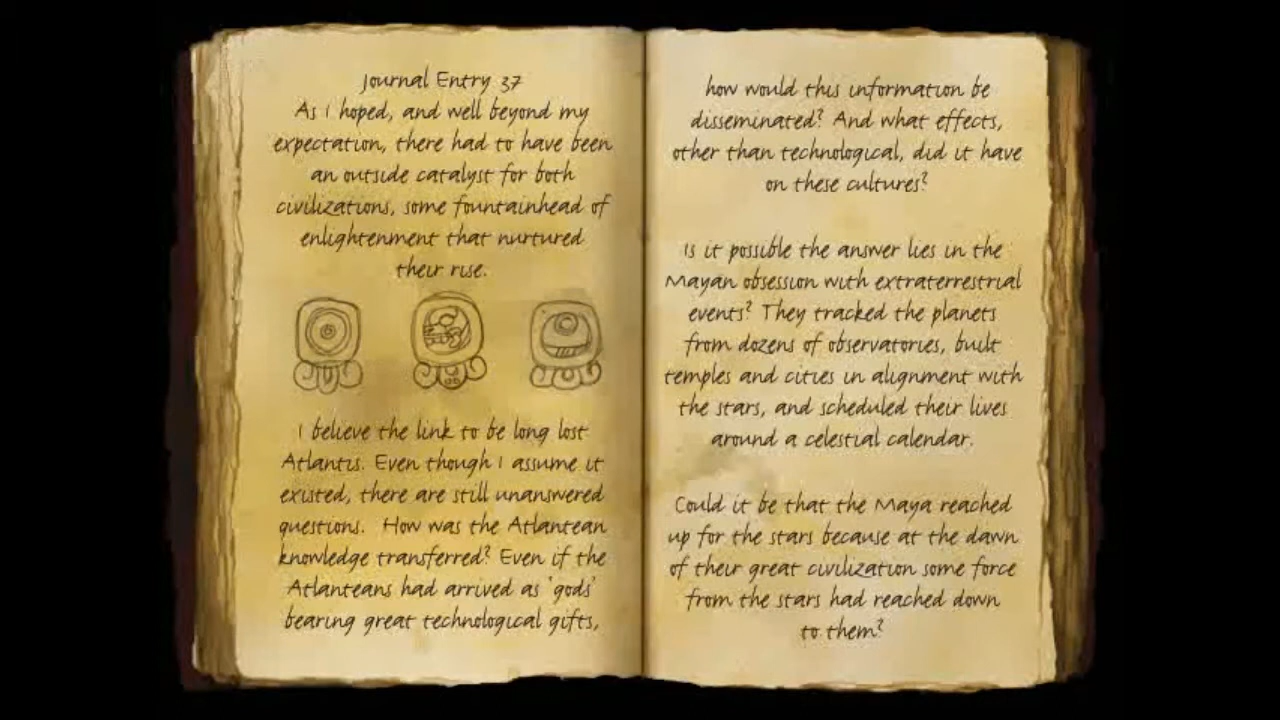 Journal Entry 37
As I hoped, and well beyond my
expectation, there had to have been
an outside catalyst for both
civilizations, some fountainhead of
enlightenment that nurtured
their rise.
I believe the link to be long lost
Atlantis. Even though I assume it
existed, there are still unanswered
questions. How was the Atlantean
knowledge transferred? Even if the
Atlanteans had arrived as 'gods'
bearing great technological gifts,
how would this information be
disseminated? And what effects,
other than technological, did it have
on these cultures?
Is it possible the answer lies in the
Mayan obsession with extraterrestrial
events? They tracked the planets
from dozens of observatories, built
temples and cities in alignment with
the stars, and scheduled their lives
around a celestial calendar.
Could it be that the Maya reached
up for the stars because at the dawn
of their great civilization some force
from the stars had reached down
to them?